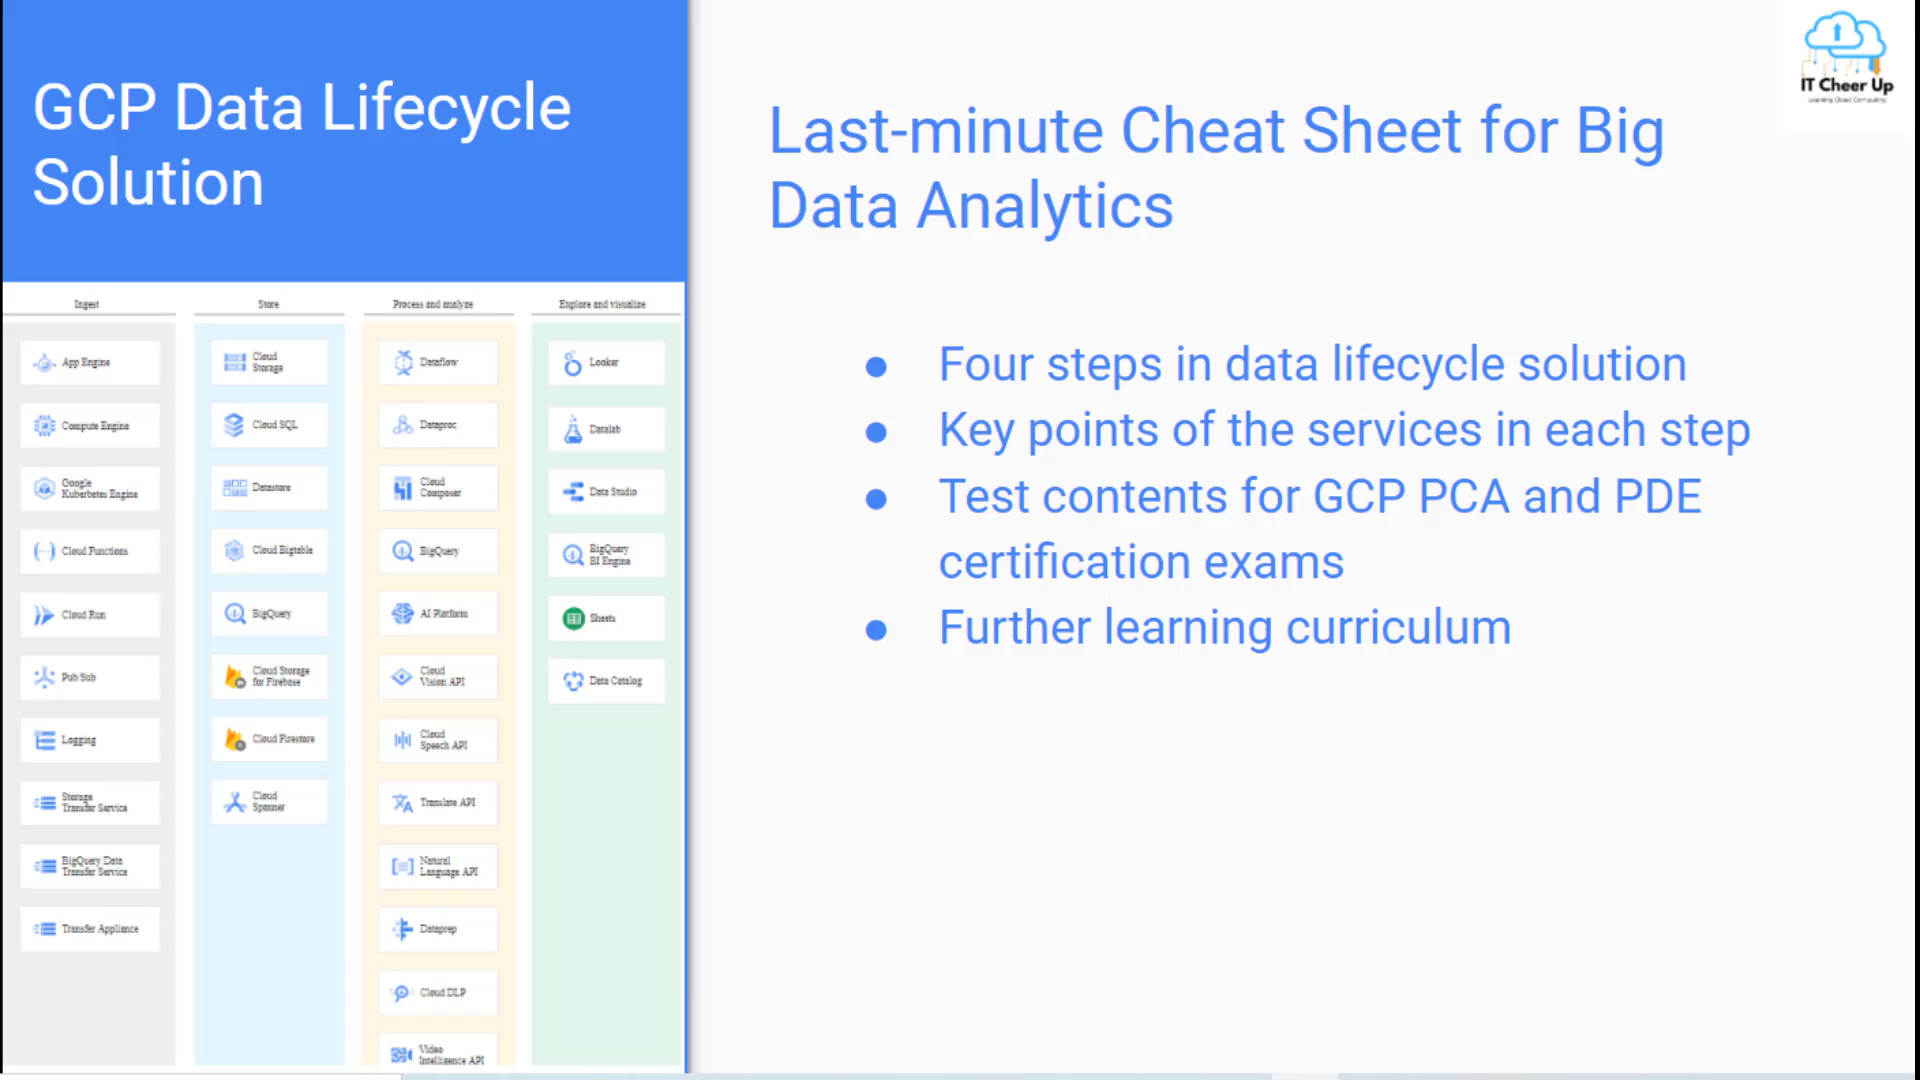 GCP Data Lifecycle
Solution
Ingest
App Engine
Compute Engine
Google
Kubernetes Engine
Cloud Functions
Cloud Run
Pub/Sub
Logging
Storage
Transfer Service
BigQuery Data
Transfer Service
Transfer Appliance
Store
Cloud
Storage
Cloud SQL
Datastore
Cloud Bigtable
BigQuery
Cloud Storage
for Firebase
Cloud Firestore
Cloud
Spanner
Process and analyze
Dataflow
Dataproc
Cloud
Composer
BigQuery
AI Platform
Cloud
Vision API
Cloud
Speech API
Translate API
Natural
Language API
Dataprep
Cloud DLP
Video
Intelligence API
Explore and visualize
Looker
Datalab
Data Studio
BigQuery
BI Engine
Sheets
Data Catalog
IT Cheer Up
Learning Cloud Computing
Last-minute Cheat Sheet for Big
Data Analytics
● Four steps in data lifecycle solution
● Key points of the services in each step
● Test contents for GCP PCA and PDE
certification exams
● Further learning curriculum